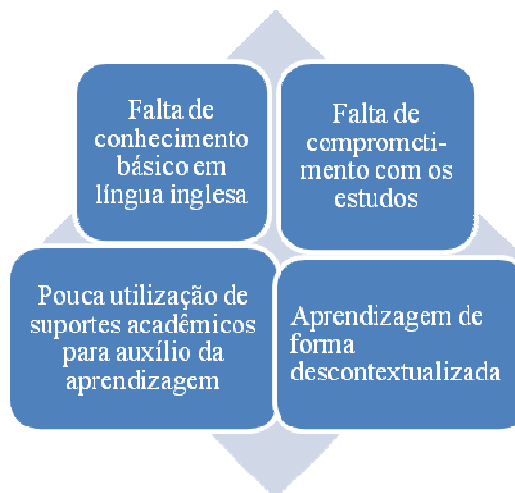 Falta de
conhecimento
básico em
língua inglesa
Falta de
comprometi-
mento com os
estudos
Pouca utilização de
suportes acadêmicos
para auxílio da
aprendizagem
Aprendizagem de
forma
descontextualizada